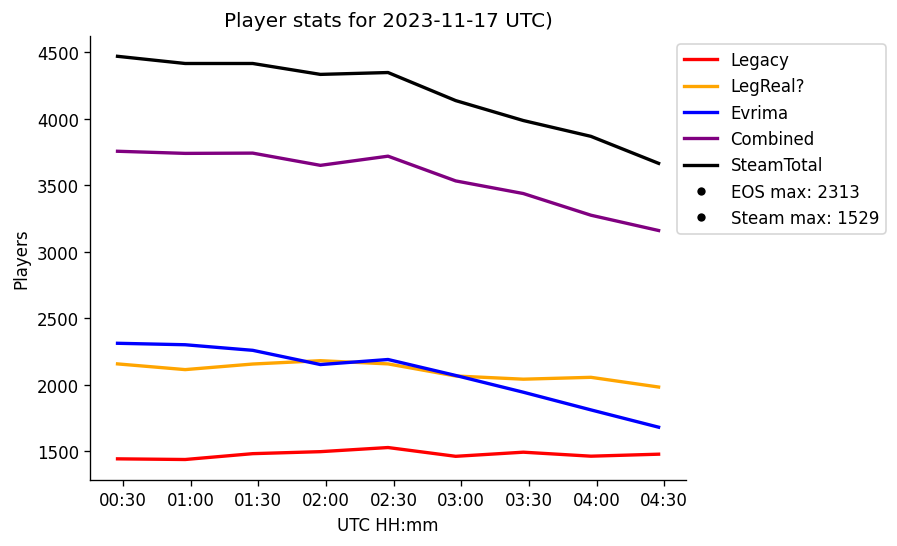 Player stats for 2023-11-17 UTC)
Legacy
LegReal?
Evrima
Combined
SteamTotal
EOS max: 2313
Steam max: 1529
Players
4500
4000
3500
3000
2500
2000
1500
00:30 01:00 01:30 02:00 02:30 03:00 03:30 04:00 04:30
UTC HH:mm